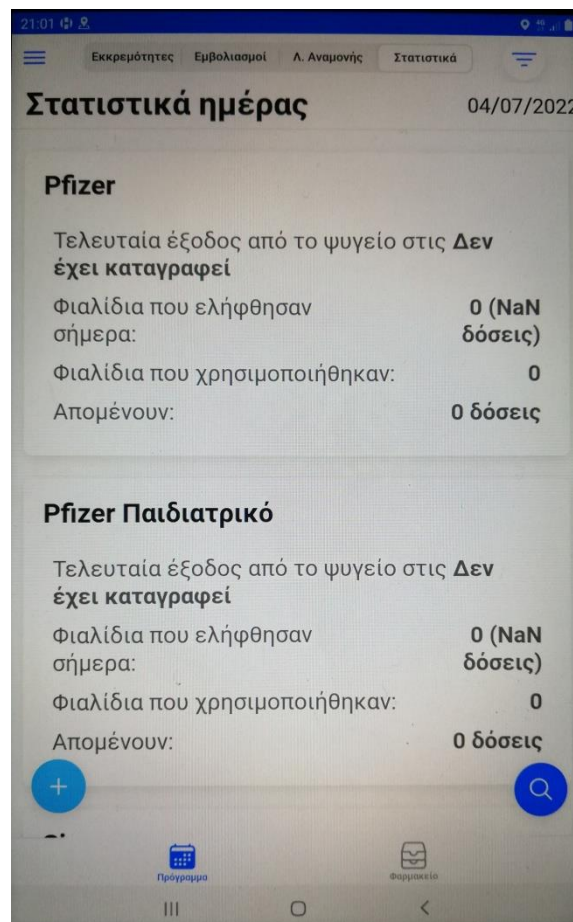 21:01
4G
Εκκρεμότητες Εμβολιασμοί Λ. Αναμονής Στατιστικά
Στατιστικά ημέρας 04/07/2022
Pfizer
Τελευταία έξοδος από το ψυγείο στις Δεν
έχει καταγραφεί
Φιαλίδια που ελήφθησαν 0 (NaN
σήμερα: δόσεις)
Φιαλίδια που χρησιμοποιήθηκαν: 0
Απομένουν: 0 δόσεις
Pfizer Παιδιατρικό
Τελευταία έξοδος από το ψυγείο στις Δεν
έχει καταγραφεί
Φιαλίδια που ελήφθησαν 0 (NaN
σήμερα: δόσεις)
Φιαλίδια που χρησιμοποιήθηκαν: 0
Απομένουν: 0 δόσεις
Πρόγραμμα Φαρμακείο